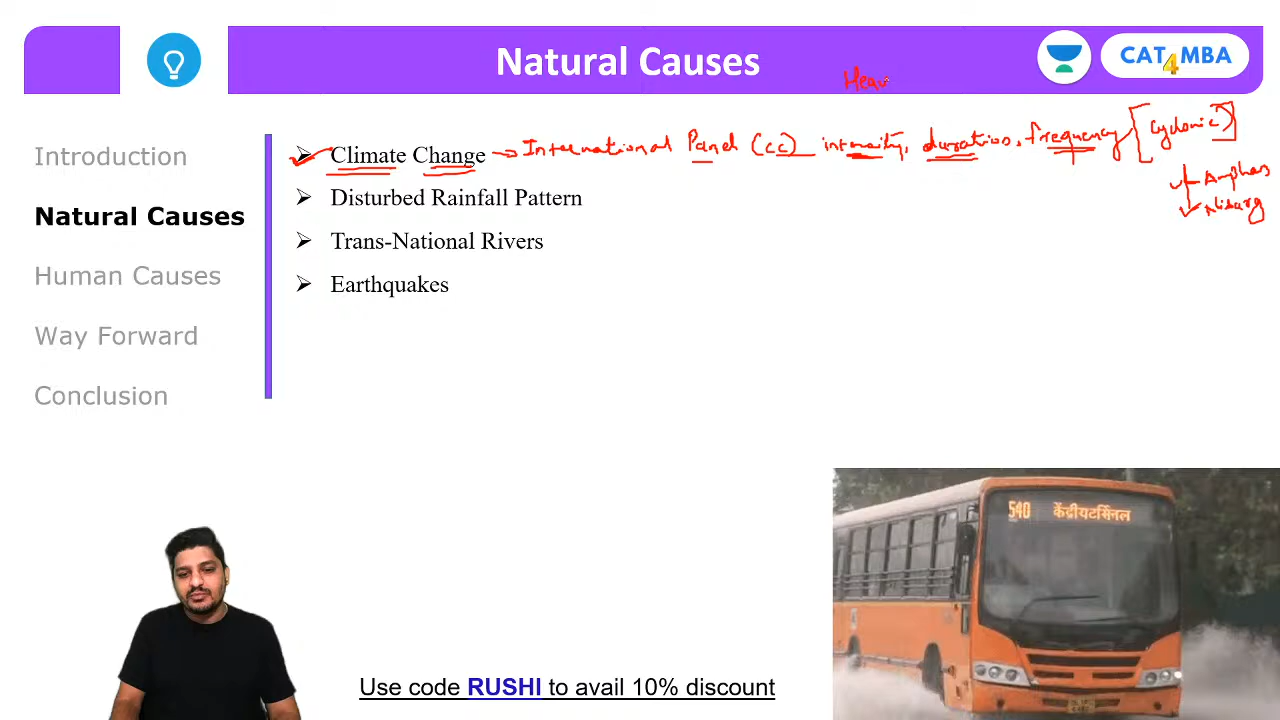 Natural Causes
CAT4MBA
Heav
Introduction
Natural Causes
Human Causes
Way Forward
Conclusion
➢ Climate Change → International Panel (CC) intensity, duration, frequency [Cyclonic]
Amphan
Nisarg
➢ Disturbed Rainfall Pattern
➢ Trans-National Rivers
➢ Earthquakes
540 केंद्रीय टर्मिनल
Use code RUSHI to avail 10% discount